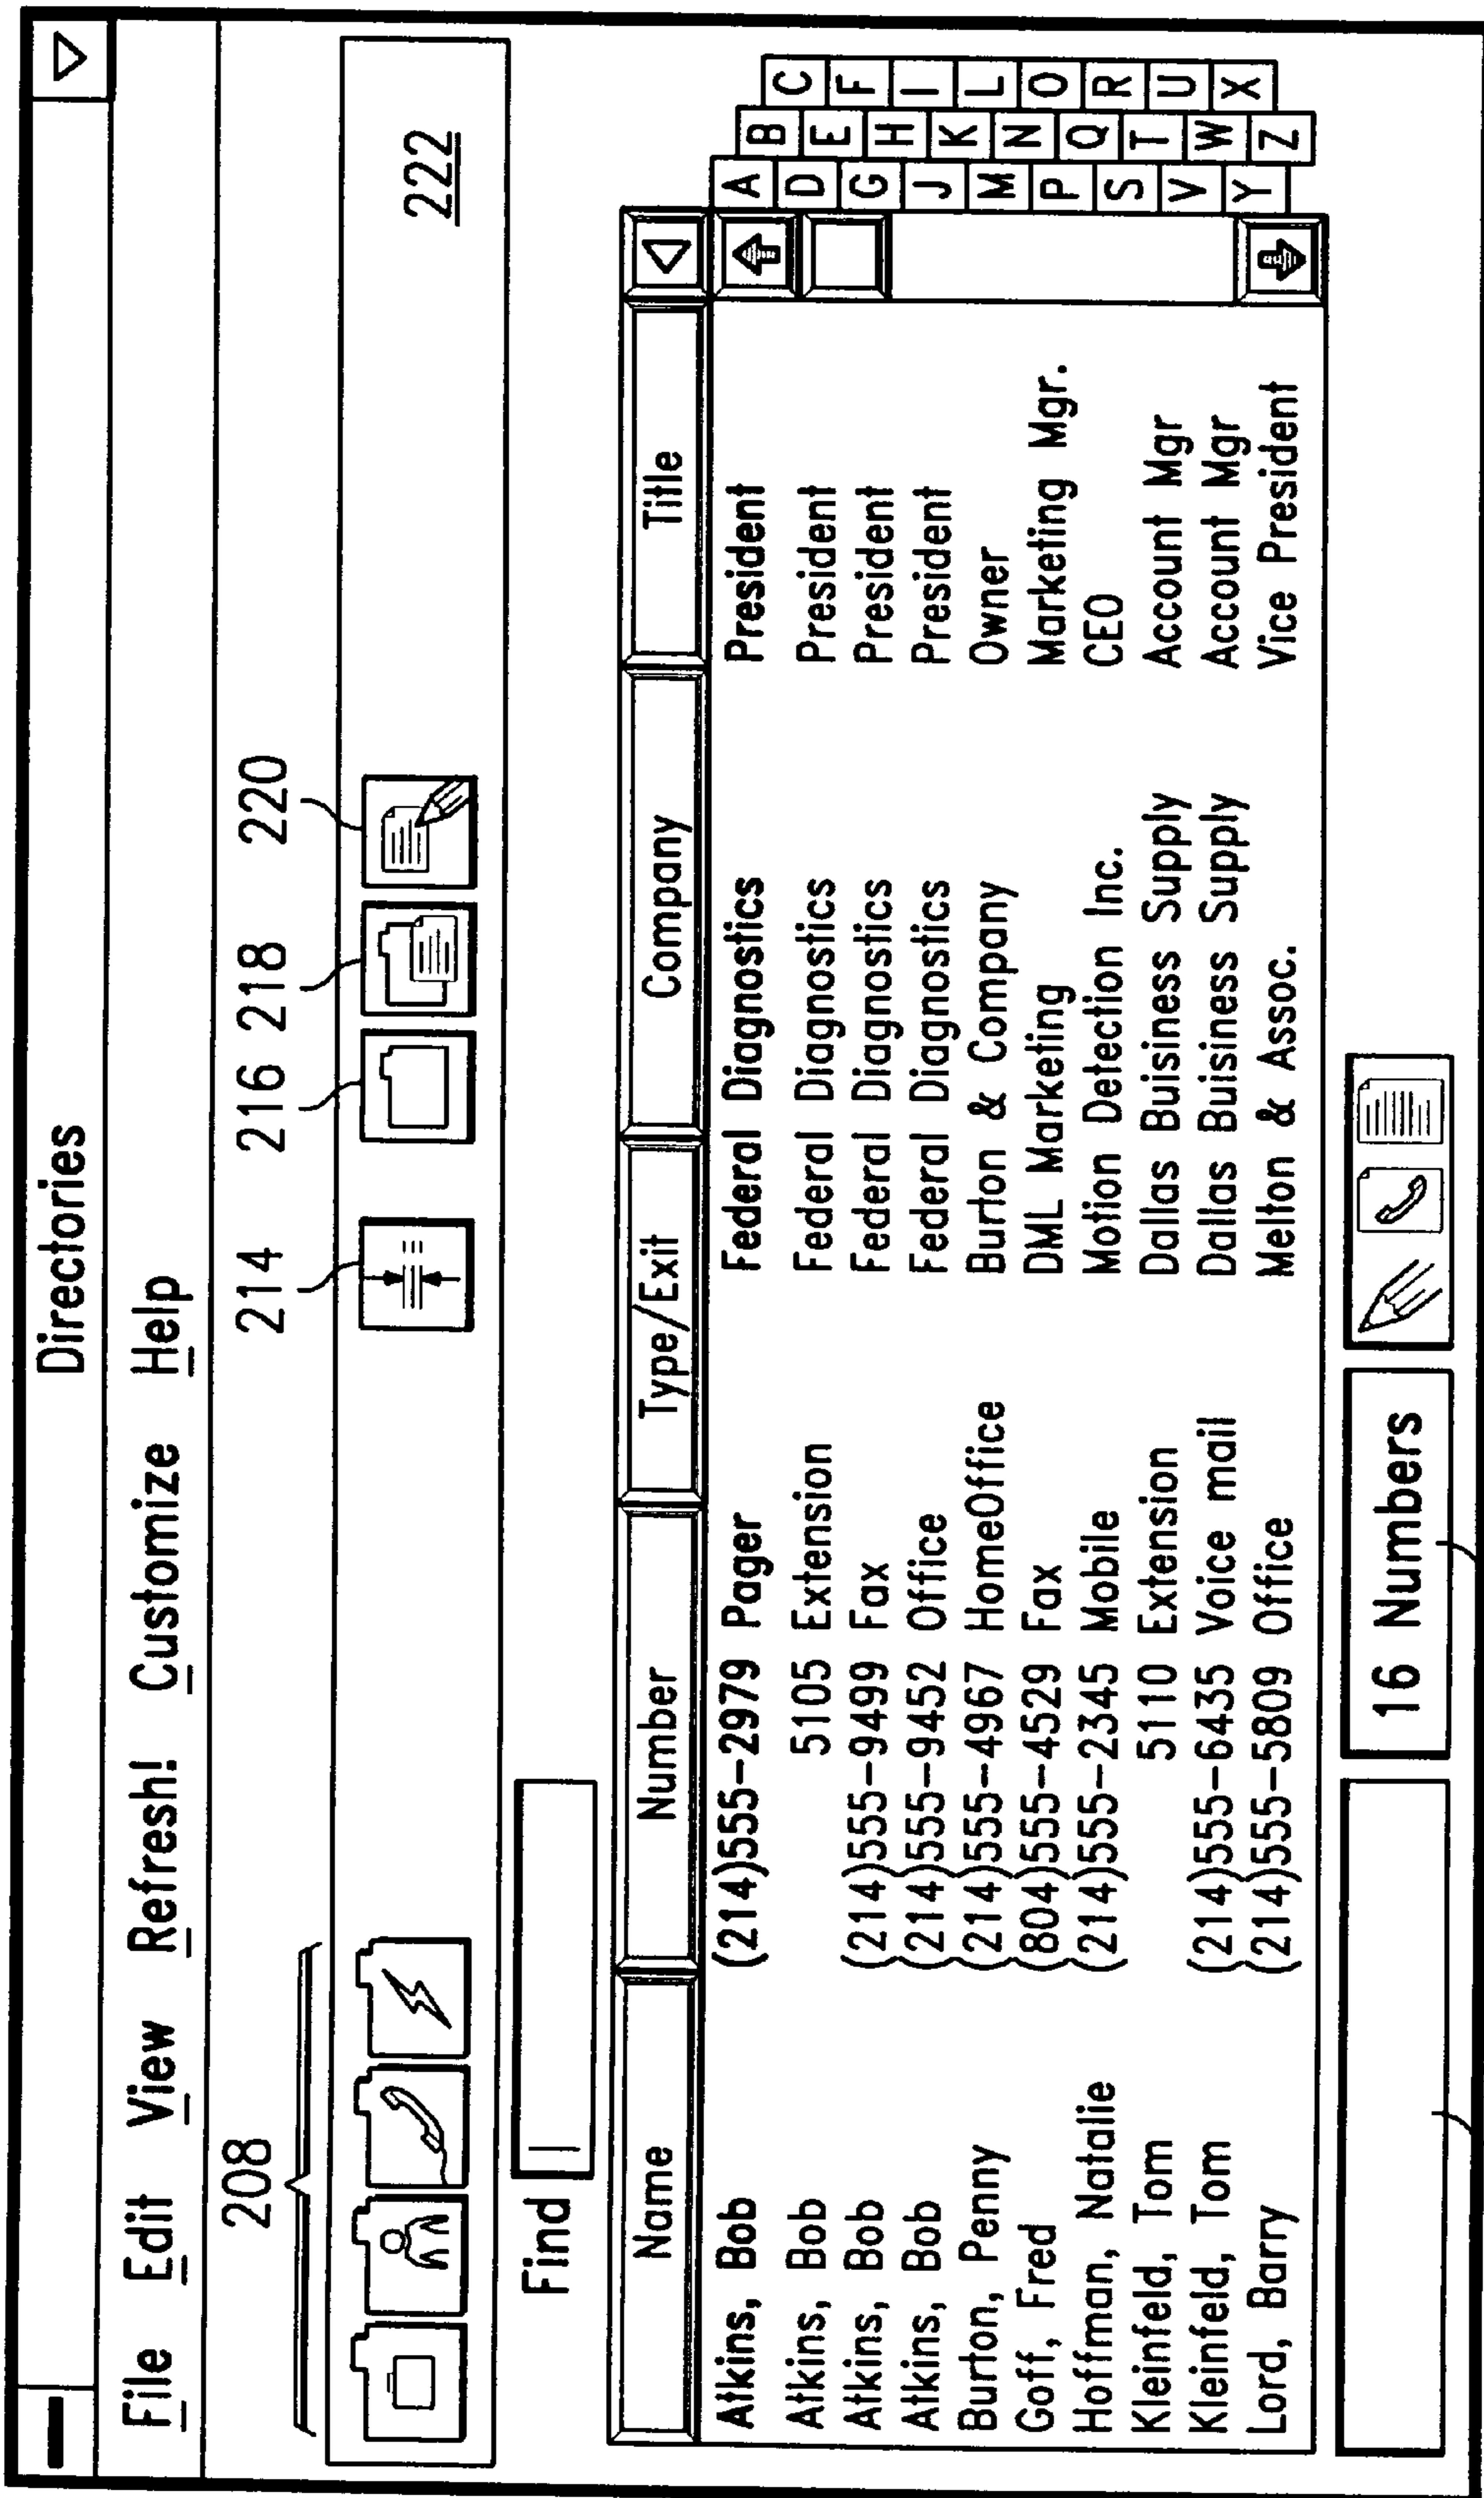 Directories
File Edit View Refresh! Customize Help
208 214 216 218 220
222
Find
Name Number Type/Exit Company Title
Atkins, Bob (214)555-2979 Pager Federal Diagnostics President
Atkins, Bob 5105 Extension Federal Diagnostics President
Atkins, Bob (214)555-9499 Fax Federal Diagnostics President
Atkins, Bob (214)555-9452 Office Federal Diagnostics President
Burton, Penny (214)555-4967 HomeOffice Burton & Company Owner
Goff, Fred (804)555-4529 Fax DML Marketing Marketing Mgr.
Hoffman, Natalie (214)555-2345 Mobile Motion Detection Inc. CEO
Kleinfeld, Tom 5110 Extension Dallas Buisiness Supply Account Mgr
Kleinfeld, Tom (214)555-6435 Voice mail Dallas Buisiness Supply Account Mgr
Lord, Barry (214)555-5809 Office Melton & Assoc. Vice President
A B C
D E F
G H I
J K L
M N O
P Q R
S T U
V W X
Y Z
16 Numbers